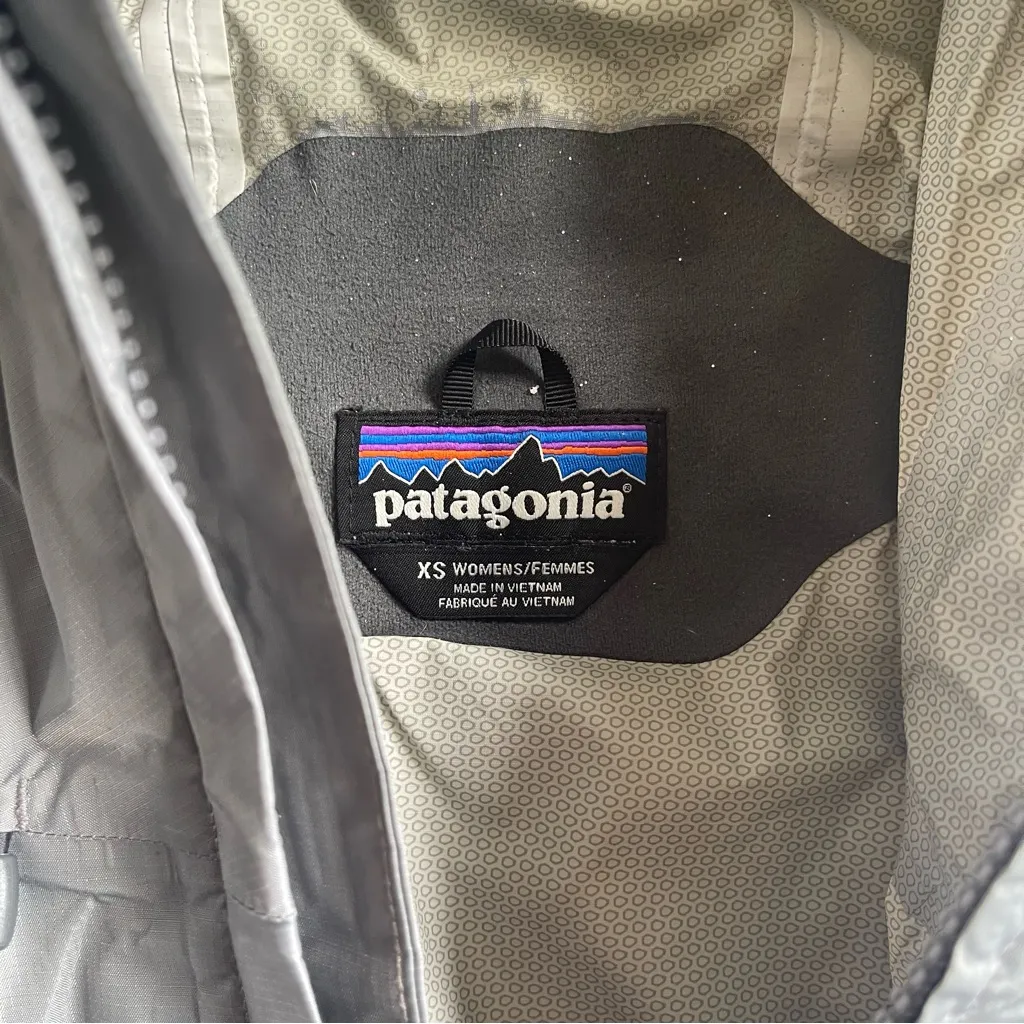 patagonia®
XS WOMENS/FEMMES
MADE IN VIETNAM
FABRIQUÉ AU VIETNAM